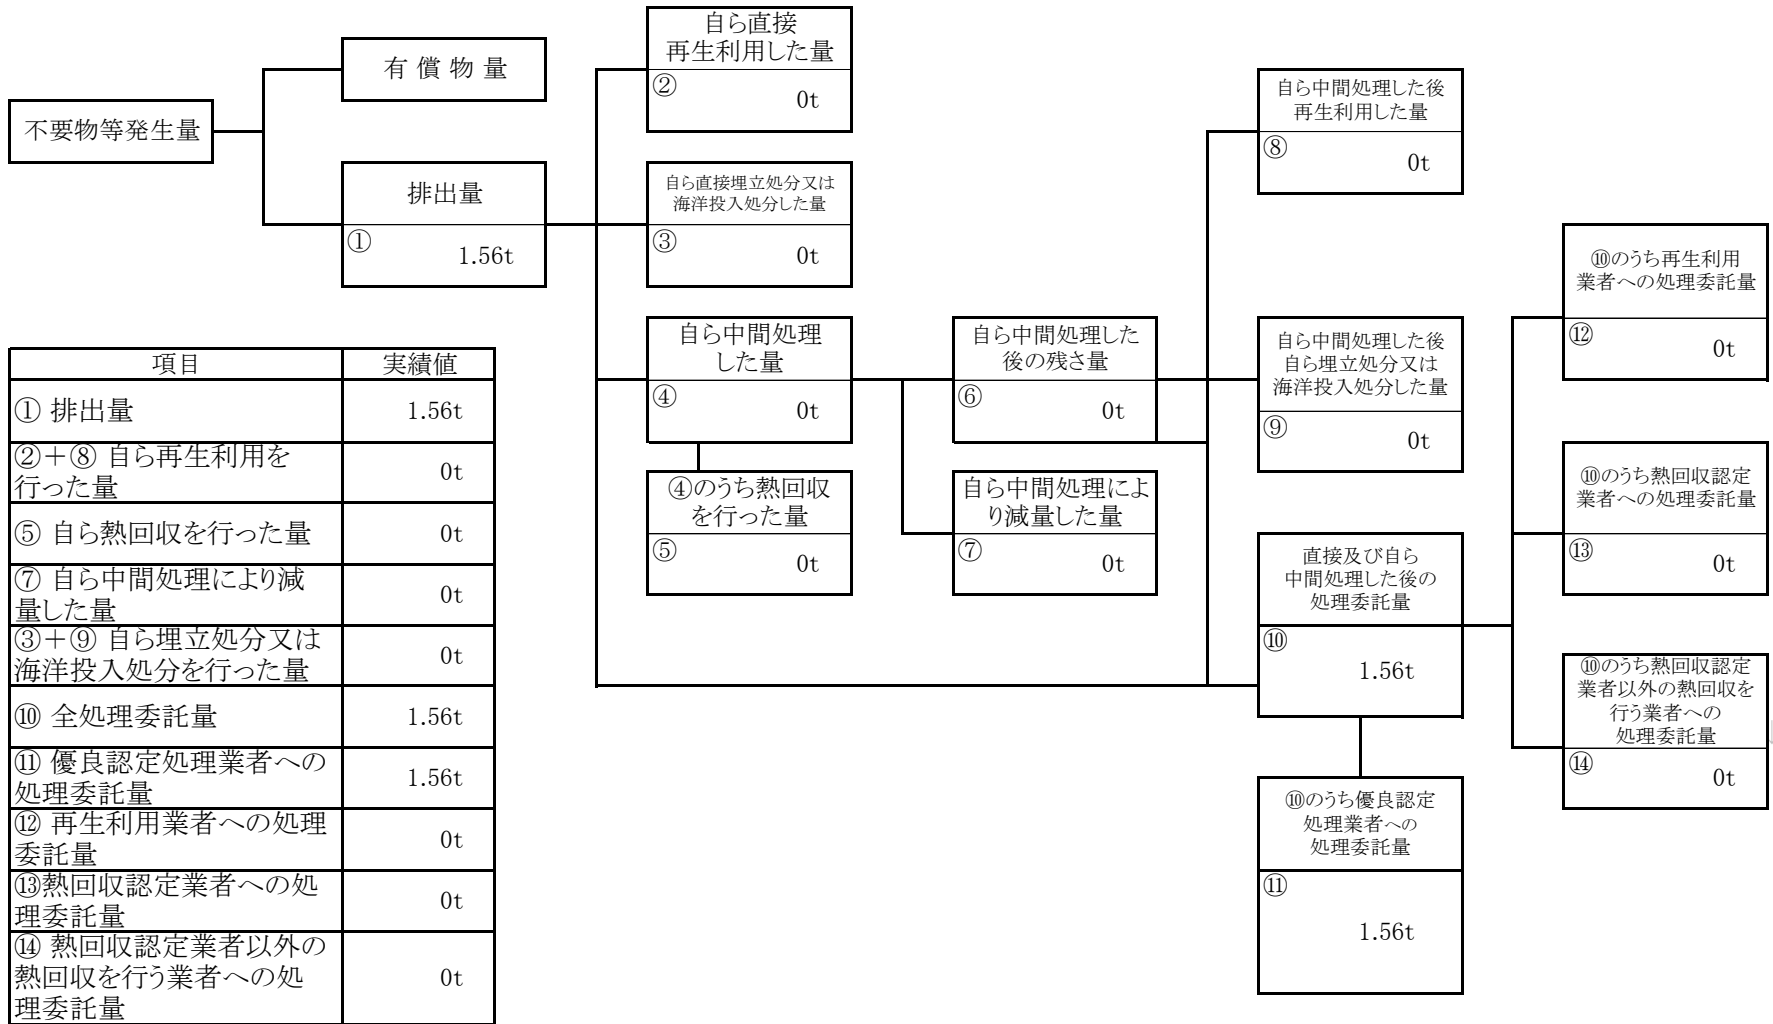 不要物等発生量
有 償 物 量
排出量
①
1.56t
自ら直接
再生利用した量
②
0t
自ら直接埋立処分又は
海洋投入処分した量
③
0t
自ら中間処理
した量
④
0t
④のうち熱回収
を行った量
⑤
0t
自ら中間処理した
後の残さ量
⑥
0t
自ら中間処理によ
り減量した量
⑦
0t
自ら中間処理した後
再生利用した量
⑧
0t
自ら中間処理した後
自ら埋立処分又は
海洋投入処分した量
⑨
0t
直接及び自ら
中間処理した後の
処理委託量
⑩
1.56t
⑩のうち優良認定
処理業者への
処理委託量
⑪
1.56t
⑩のうち再生利用
業者への処理委託量
⑫
0t
⑩のうち熱回収認定
業者への処理委託量
⑬
0t
⑩のうち熱回収認定
業者以外の熱回収を
行う業者への
処理委託量
⑭
0t
項目 実績値
① 排出量 1.56t
②＋⑧ 自ら再生利用を
行った量 0t
⑤ 自ら熱回収を行った量 0t
⑦ 自ら中間処理により減
量した量 0t
③＋⑨ 自ら埋立処分又は
海洋投入処分を行った量 0t
⑩ 全処理委託量 1.56t
⑪ 優良認定処理業者への
処理委託量 1.56t
⑫ 再生利用業者への処理
委託量 0t
⑬熱回収認定業者への処
理委託量 0t
⑭ 熱回収認定業者以外の
熱回収を行う業者への処
理委託量 0t